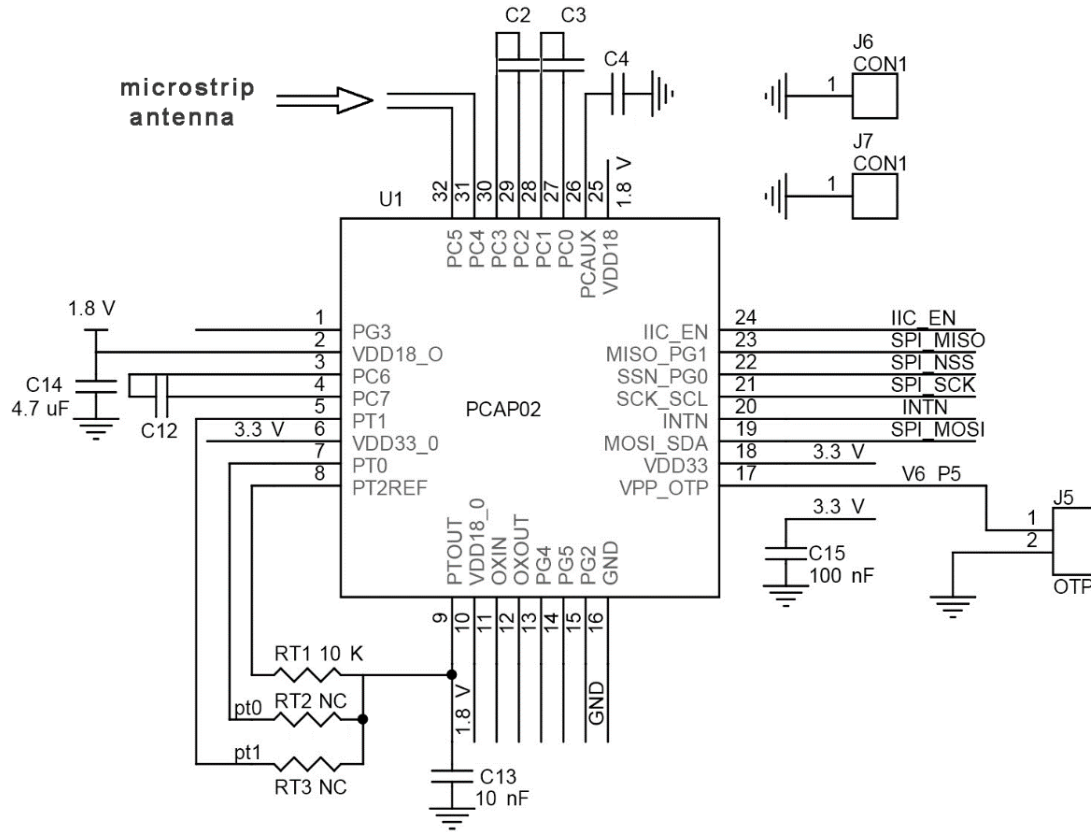 C2
C3
C4
microstrip
antenna
J6
CON1
1
J7
CON1
1
U1
32
31
30
29
28
27
26
25
1.8 V
PC5
PC4
PC3
PC2
PC1
PC0
PCAUX
VDD18
1.8 V
C14
4.7 uF
C12
3.3 V
1
2
3
4
5
6
7
8
PG3
VDD18_O
PC6
PC7
PT1
VDD33_0
PT0
PT2REF
PCAP02
IIC_EN
MISO_PG1
SSN_PG0
SCK_SCL
INTN
MOSI_SDA
VDD33
VPP_OTP
24
23
22
21
20
19
18
17
IIC_EN
SPI_MISO
SPI_NSS
SPI_SCK
INTN
SPI_MOSI
3.3 V
V6 P5
3.3 V
C15
100 nF
J5
1
2
OTP
PTOUT
VDD18_0
OXIN
OXOUT
PG4
PG5
PG2
GND
9
10
11
12
13
14
15
16
1.8 V
GND
RT1 10 K
pt0
RT2 NC
pt1
RT3 NC
C13
10 nF